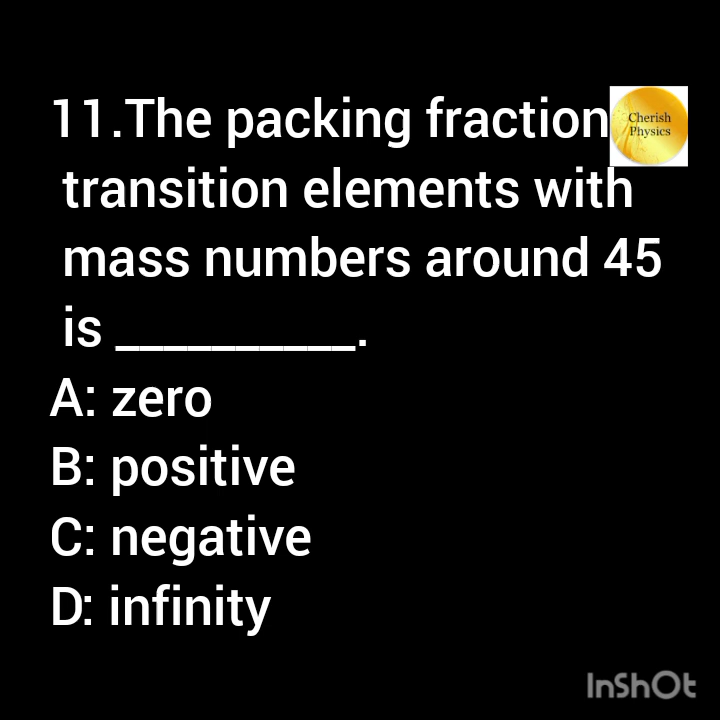 11.The packing fraction
Cherish
Physics
transition elements with
mass numbers around 45
is __________.
A: zero
B: positive
C: negative
D: infinity
InShOt